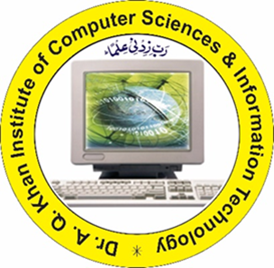 Dr. A. Q. Khan Institute of Computer Sciences & Information Technology
رَبِّ زِدْنِي عِلْمًا